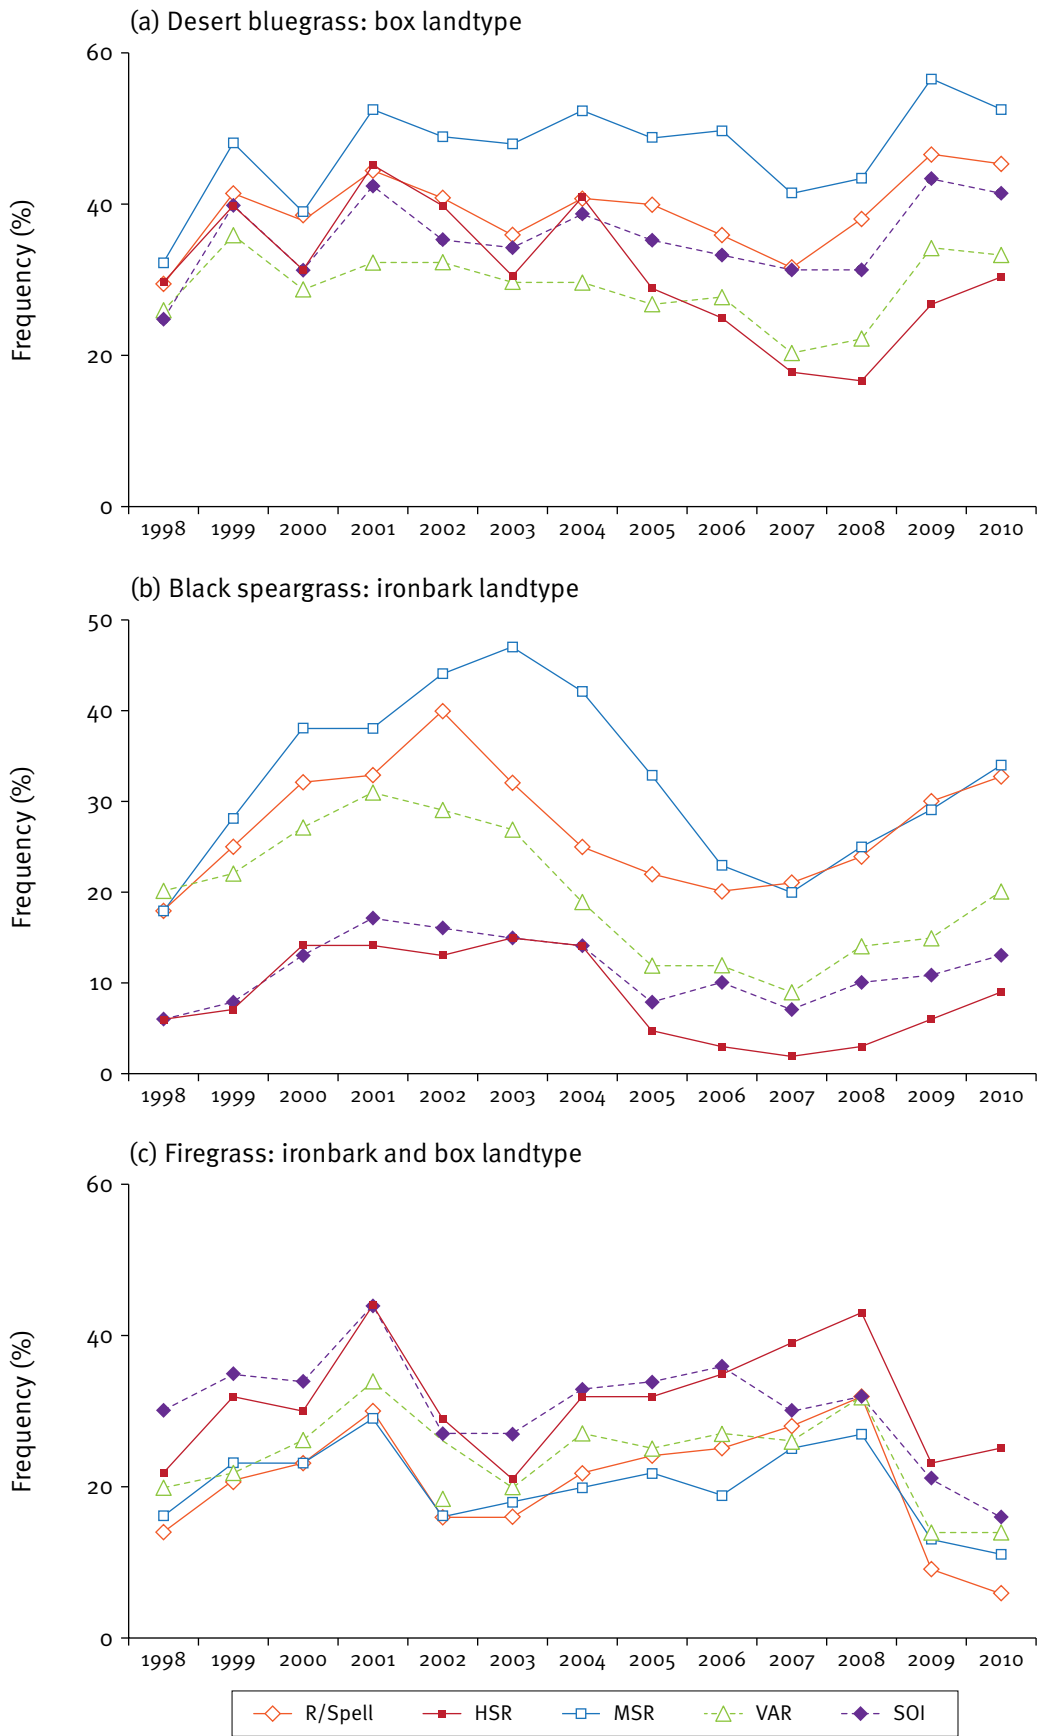 (a) Desert bluegrass: box landtype
Frequency (%)
60
40
20
0
1998 1999 2000 2001 2002 2003 2004 2005 2006 2007 2008 2009 2010
(b) Black speargrass: ironbark landtype
Frequency (%)
50
40
30
20
10
0
1998 1999 2000 2001 2002 2003 2004 2005 2006 2007 2008 2009 2010
(c) Firegrass: ironbark and box landtype
Frequency (%)
60
40
20
0
1998 1999 2000 2001 2002 2003 2004 2005 2006 2007 2008 2009 2010
R/Spell HSR MSR VAR SOI